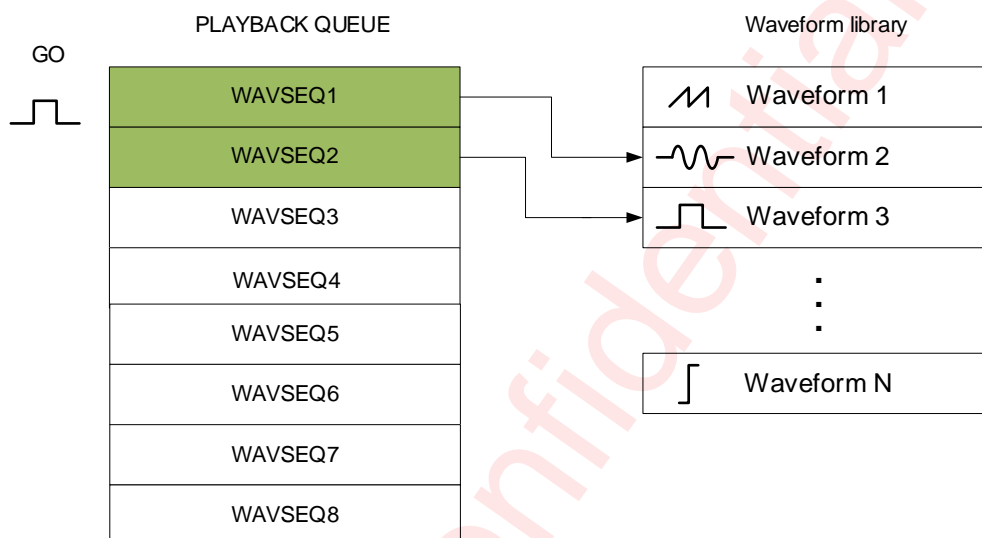 PLAYBACK QUEUE
Waveform library
GO
WAVSEQ1
WAVSEQ2
WAVSEQ3
WAVSEQ4
WAVSEQ5
WAVSEQ6
WAVSEQ7
WAVSEQ8
Waveform 1
Waveform 2
Waveform 3
Waveform N